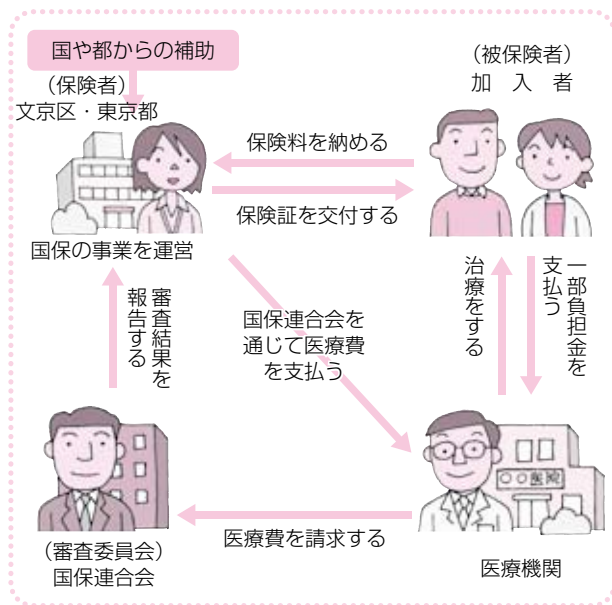 国や都からの補助
（保険者）
文京区・東京都
（被保険者）
加　入　者
保険料を納める
保険証を交付する
国保の事業を運営
審査結果を
報告する
国保連合会を
通じて医療費
を支払う
治療をする
一部負担金を
支払う
○○医院
（審査委員会）
国保連合会
医療費を請求する
医療機関